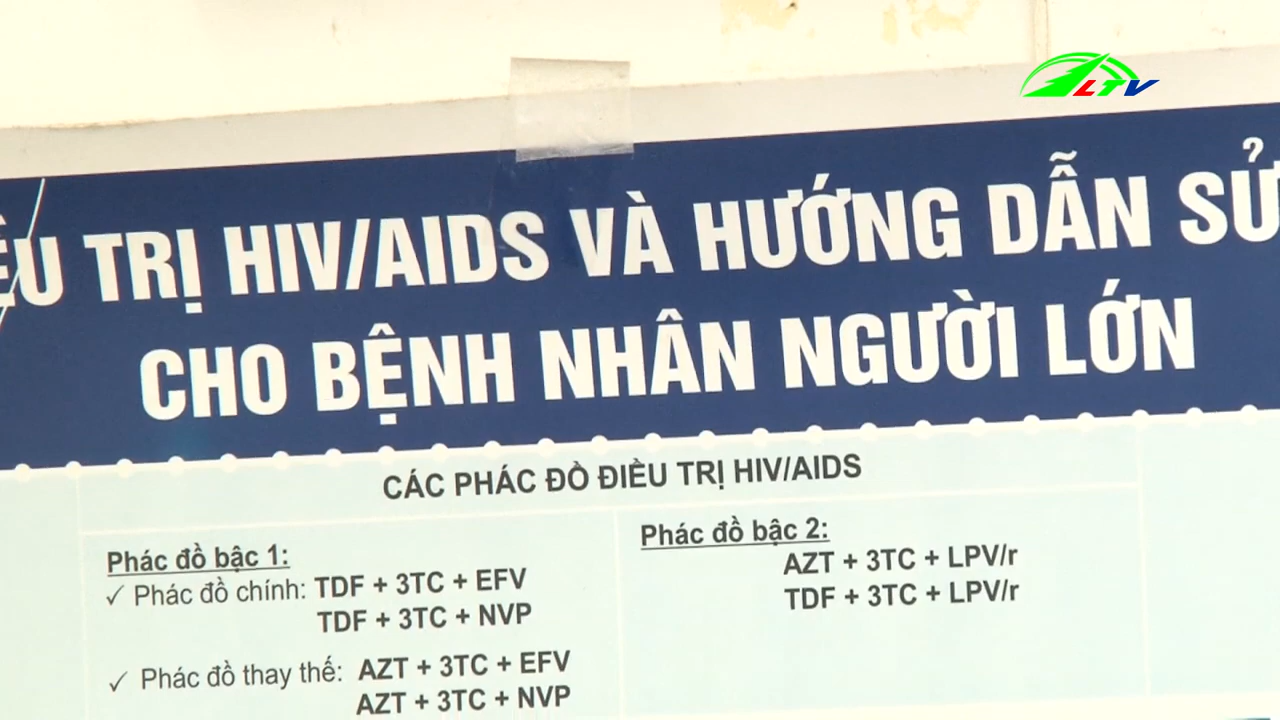 LTV
TRỊ HIV/AIDS VÀ HƯỚNG DẪN SỬ
CHO BỆNH NHÂN NGƯỜI LỚN
CÁC PHÁC ĐỒ ĐIỀU TRỊ HIV/AIDS
Phác đồ bậc 1:
✓ Phác đồ chính: TDF + 3TC + EFV
TDF + 3TC + NVP
✓ Phác đồ thay thế: AZT + 3TC + EFV
AZT + 3TC + NVP
Phác đồ bậc 2:
AZT + 3TC + LPV/r
TDF + 3TC + LPV/r